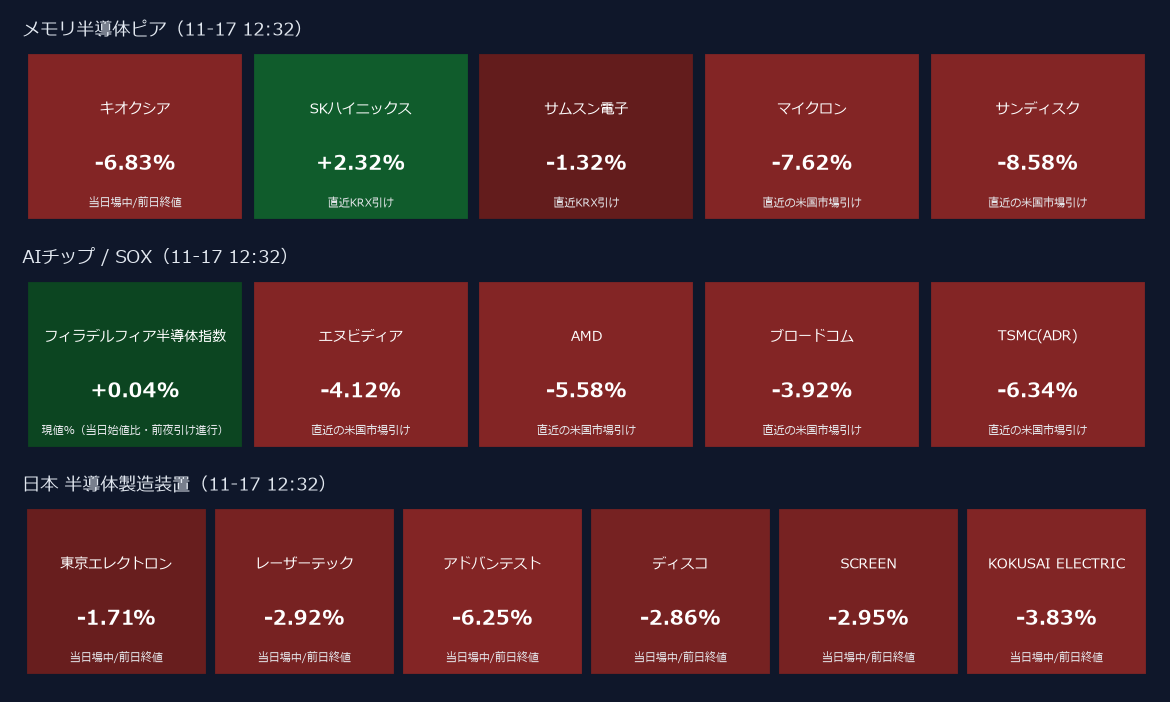 メモリ半導体ピア（11-17 12:32）
キオクシア
-6.83%
当日場中/前日終値
SKハイニックス
+2.32%
直近KRX引け
サムスン電子
-1.32%
直近KRX引け
マイクロン
-7.62%
直近の米国市場引け
サンディスク
-8.58%
直近の米国市場引け
AIチップ / SOX（11-17 12:32）
フィラデルフィア半導体指数
+0.04%
現値%（当日始値比・前夜引け進行）
エヌビディア
-4.12%
直近の米国市場引け
AMD
-5.58%
直近の米国市場引け
ブロードコム
-3.92%
直近の米国市場引け
TSMC(ADR)
-6.34%
直近の米国市場引け
日本 半導体製造装置（11-17 12:32）
東京エレクトロン
-1.71%
当日場中/前日終値
レーザーテック
-2.92%
当日場中/前日終値
アドバンテスト
-6.25%
当日場中/前日終値
ディスコ
-2.86%
当日場中/前日終値
SCREEN
-2.95%
当日場中/前日終値
KOKUSAI ELECTRIC
-3.83%
当日場中/前日終値